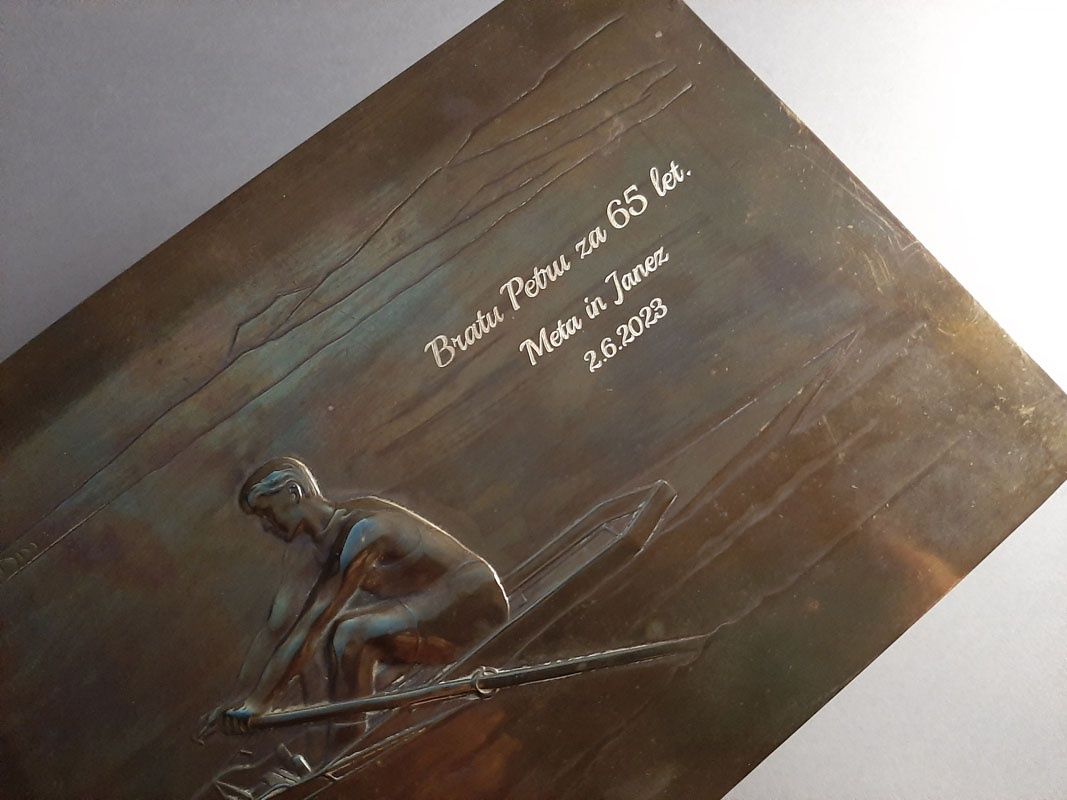 Bratu Petru za 65 let.
Meta in Janez
2.6.2023